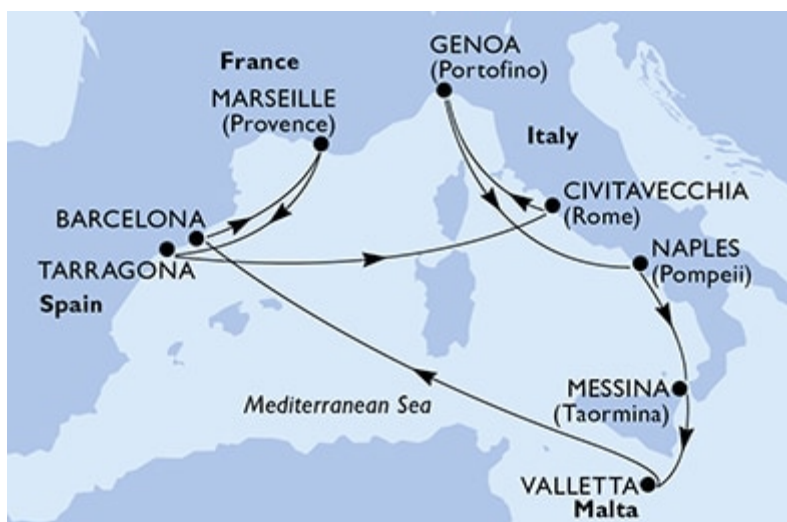 GENOA
(Portofino)
France
MARSEILLE
(Provence)
Italy
CIVITAVECCHIA
(Rome)
BARCELONA
TARRAGONA
Spain
NAPLES
(Pompeii)
MESSINA
(Taormina)
Mediterranean Sea
VALLETTA
Malta